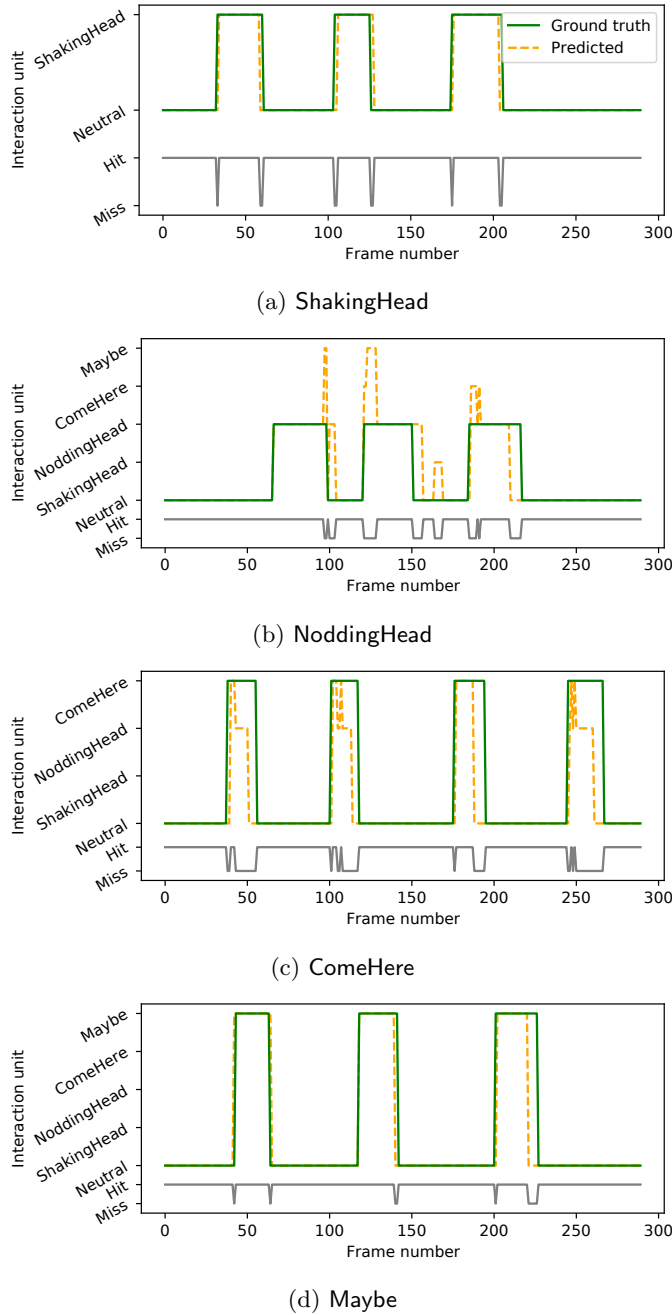 Interaction unit
ShakingHead
Neutral
Hit
Miss
Ground truth
Predicted
0 50 100 150 200 250 300
Frame number
(a) ShakingHead
Interaction unit
Maybe
ComeHere
NoddingHead
ShakingHead
Neutral
Hit
Miss
0 50 100 150 200 250 300
Frame number
(b) NoddingHead
Interaction unit
ComeHere
NoddingHead
ShakingHead
Neutral
Hit
Miss
0 50 100 150 200 250 300
Frame number
(c) ComeHere
Interaction unit
Maybe
ComeHere
NoddingHead
ShakingHead
Neutral
Hit
Miss
0 50 100 150 200 250 300
Frame number
(d) Maybe